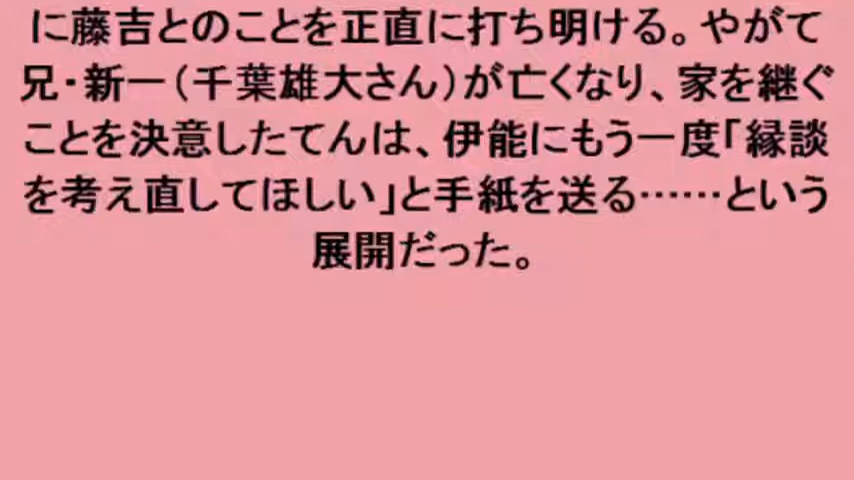 に藤吉とのことを正直に打ち明ける。やがて
兄・新一（千葉雄大さん）が亡くなり、家を継ぐ
ことを決意したてんは、伊能にもう一度「縁談
を考え直してほしい」と手紙を送る……という
展開だった。